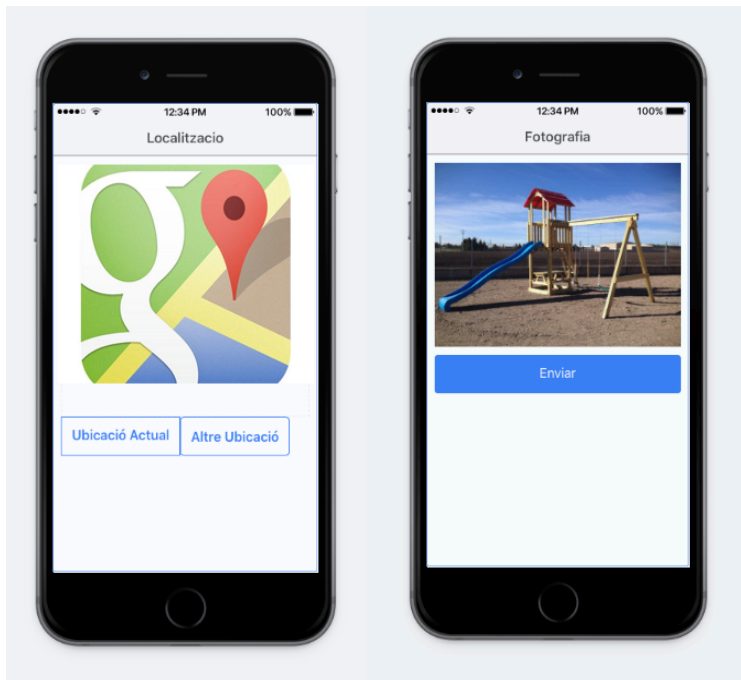 12:34 PM
100%
Localitzacio
g
Ubicació Actual
Altre Ubicació
12:34 PM
100%
Fotografia
Enviar